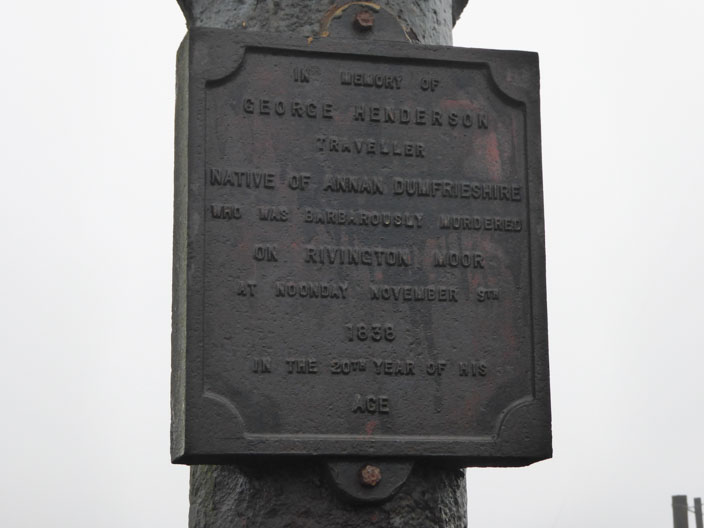 IN MEMORY OF
GEORGE HENDERSON
TRAVELLER
NATIVE OF ANNAN DUMFRIESHIRE
WHO WAS BARBAROUSLY MURDERED
ON RIVINGTON MOOR
AT NOONDAY NOVEMBER 9TH
1838
IN THE 20TH YEAR OF HIS
AGE